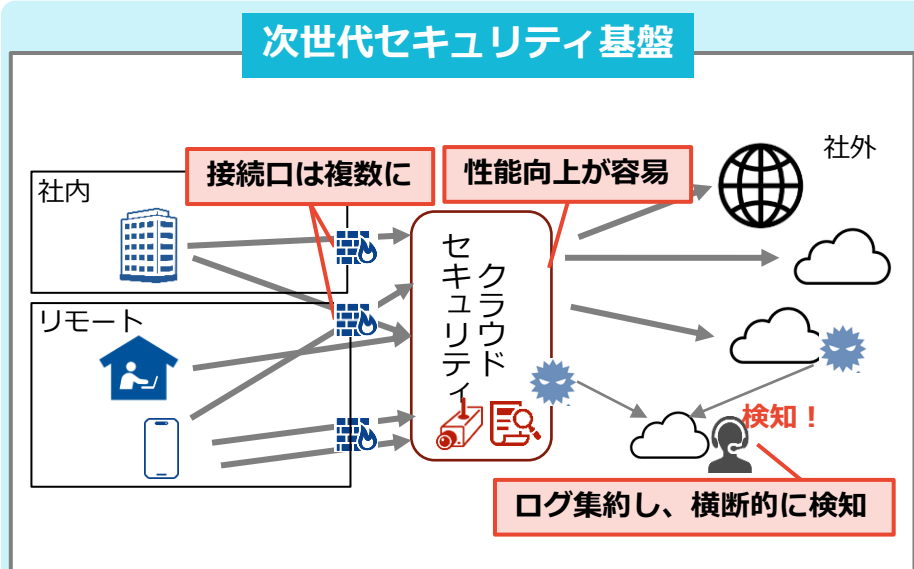 次世代セキュリティ基盤
接続口は複数に
性能向上が容易
社外
社内
リモート
クラウド
セキュリティ
検知！
ログ集約し、横断的に検知